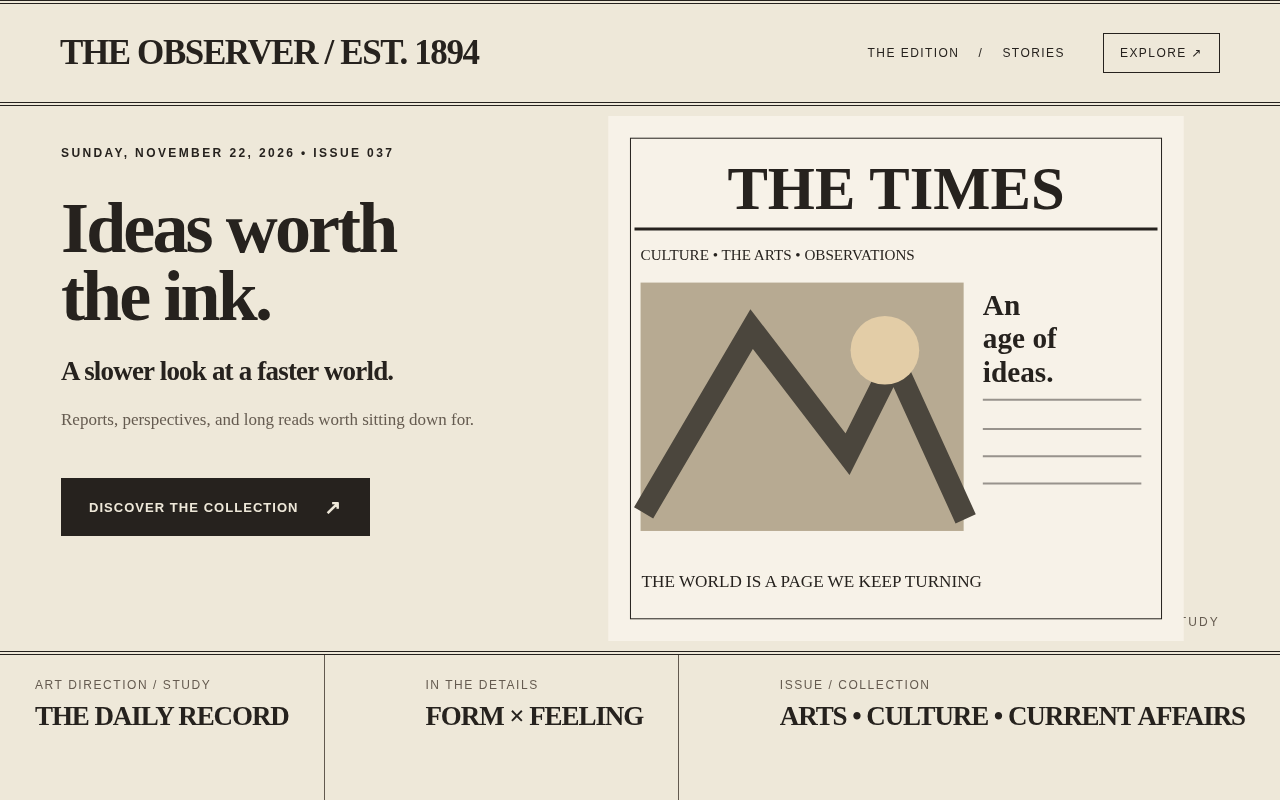 THE OBSERVER / EST. 1894
THE EDITION / STORIES
EXPLORE ↗
SUNDAY, NOVEMBER 22, 2026 • ISSUE 037
Ideas worth
the ink.
A slower look at a faster world.
Reports, perspectives, and long reads worth sitting down for.
DISCOVER THE COLLECTION ↗
THE TIMES
CULTURE • THE ARTS • OBSERVATIONS
An
age of
ideas.
THE WORLD IS A PAGE WE KEEP TURNING
ART DIRECTION / STUDY
THE DAILY RECORD
IN THE DETAILS
FORM × FEELING
ISSUE / COLLECTION
ARTS • CULTURE • CURRENT AFFAIRS